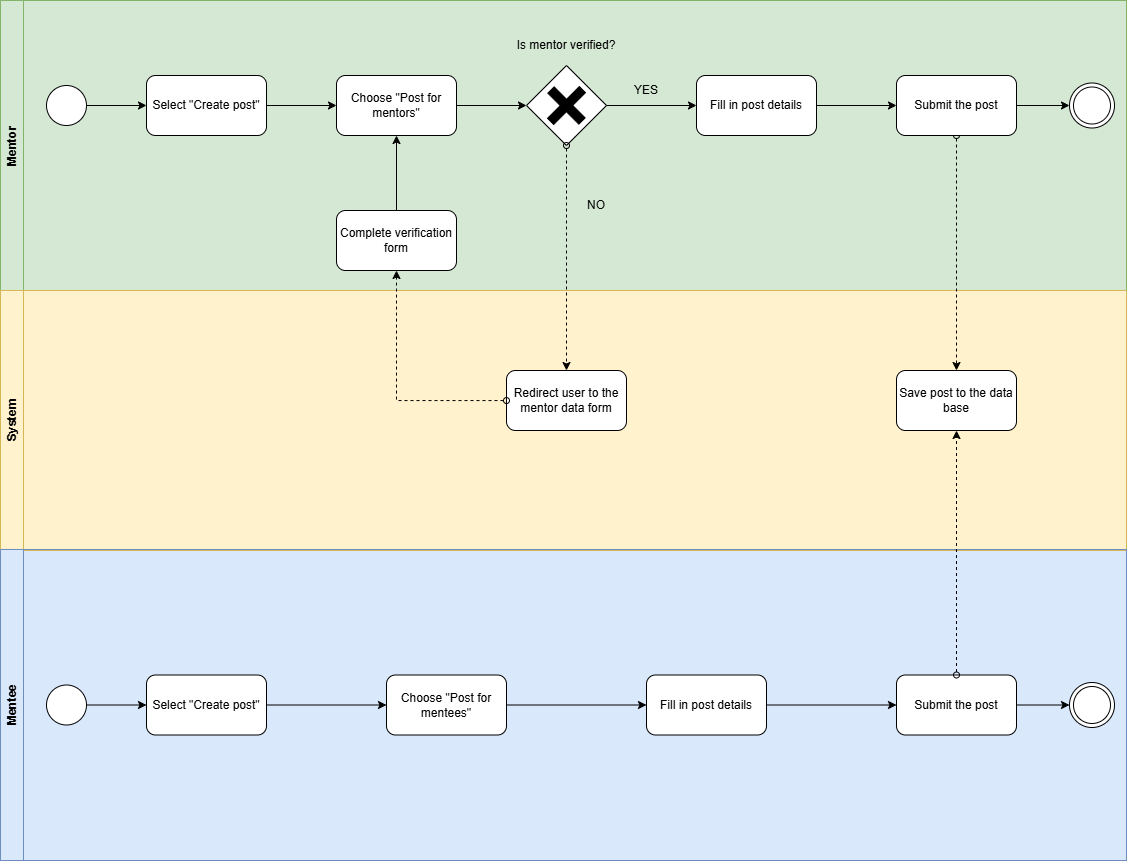 Mentor
Is mentor verified?
Select "Create post"
Choose "Post for
mentors"
YES
Fill in post details
Submit the post
NO
Complete verification
form
System
Redirect user to the
mentor data form
Save post to the data
base
Mentee
Select "Create post"
Choose "Post for
mentees"
Fill in post details
Submit the post